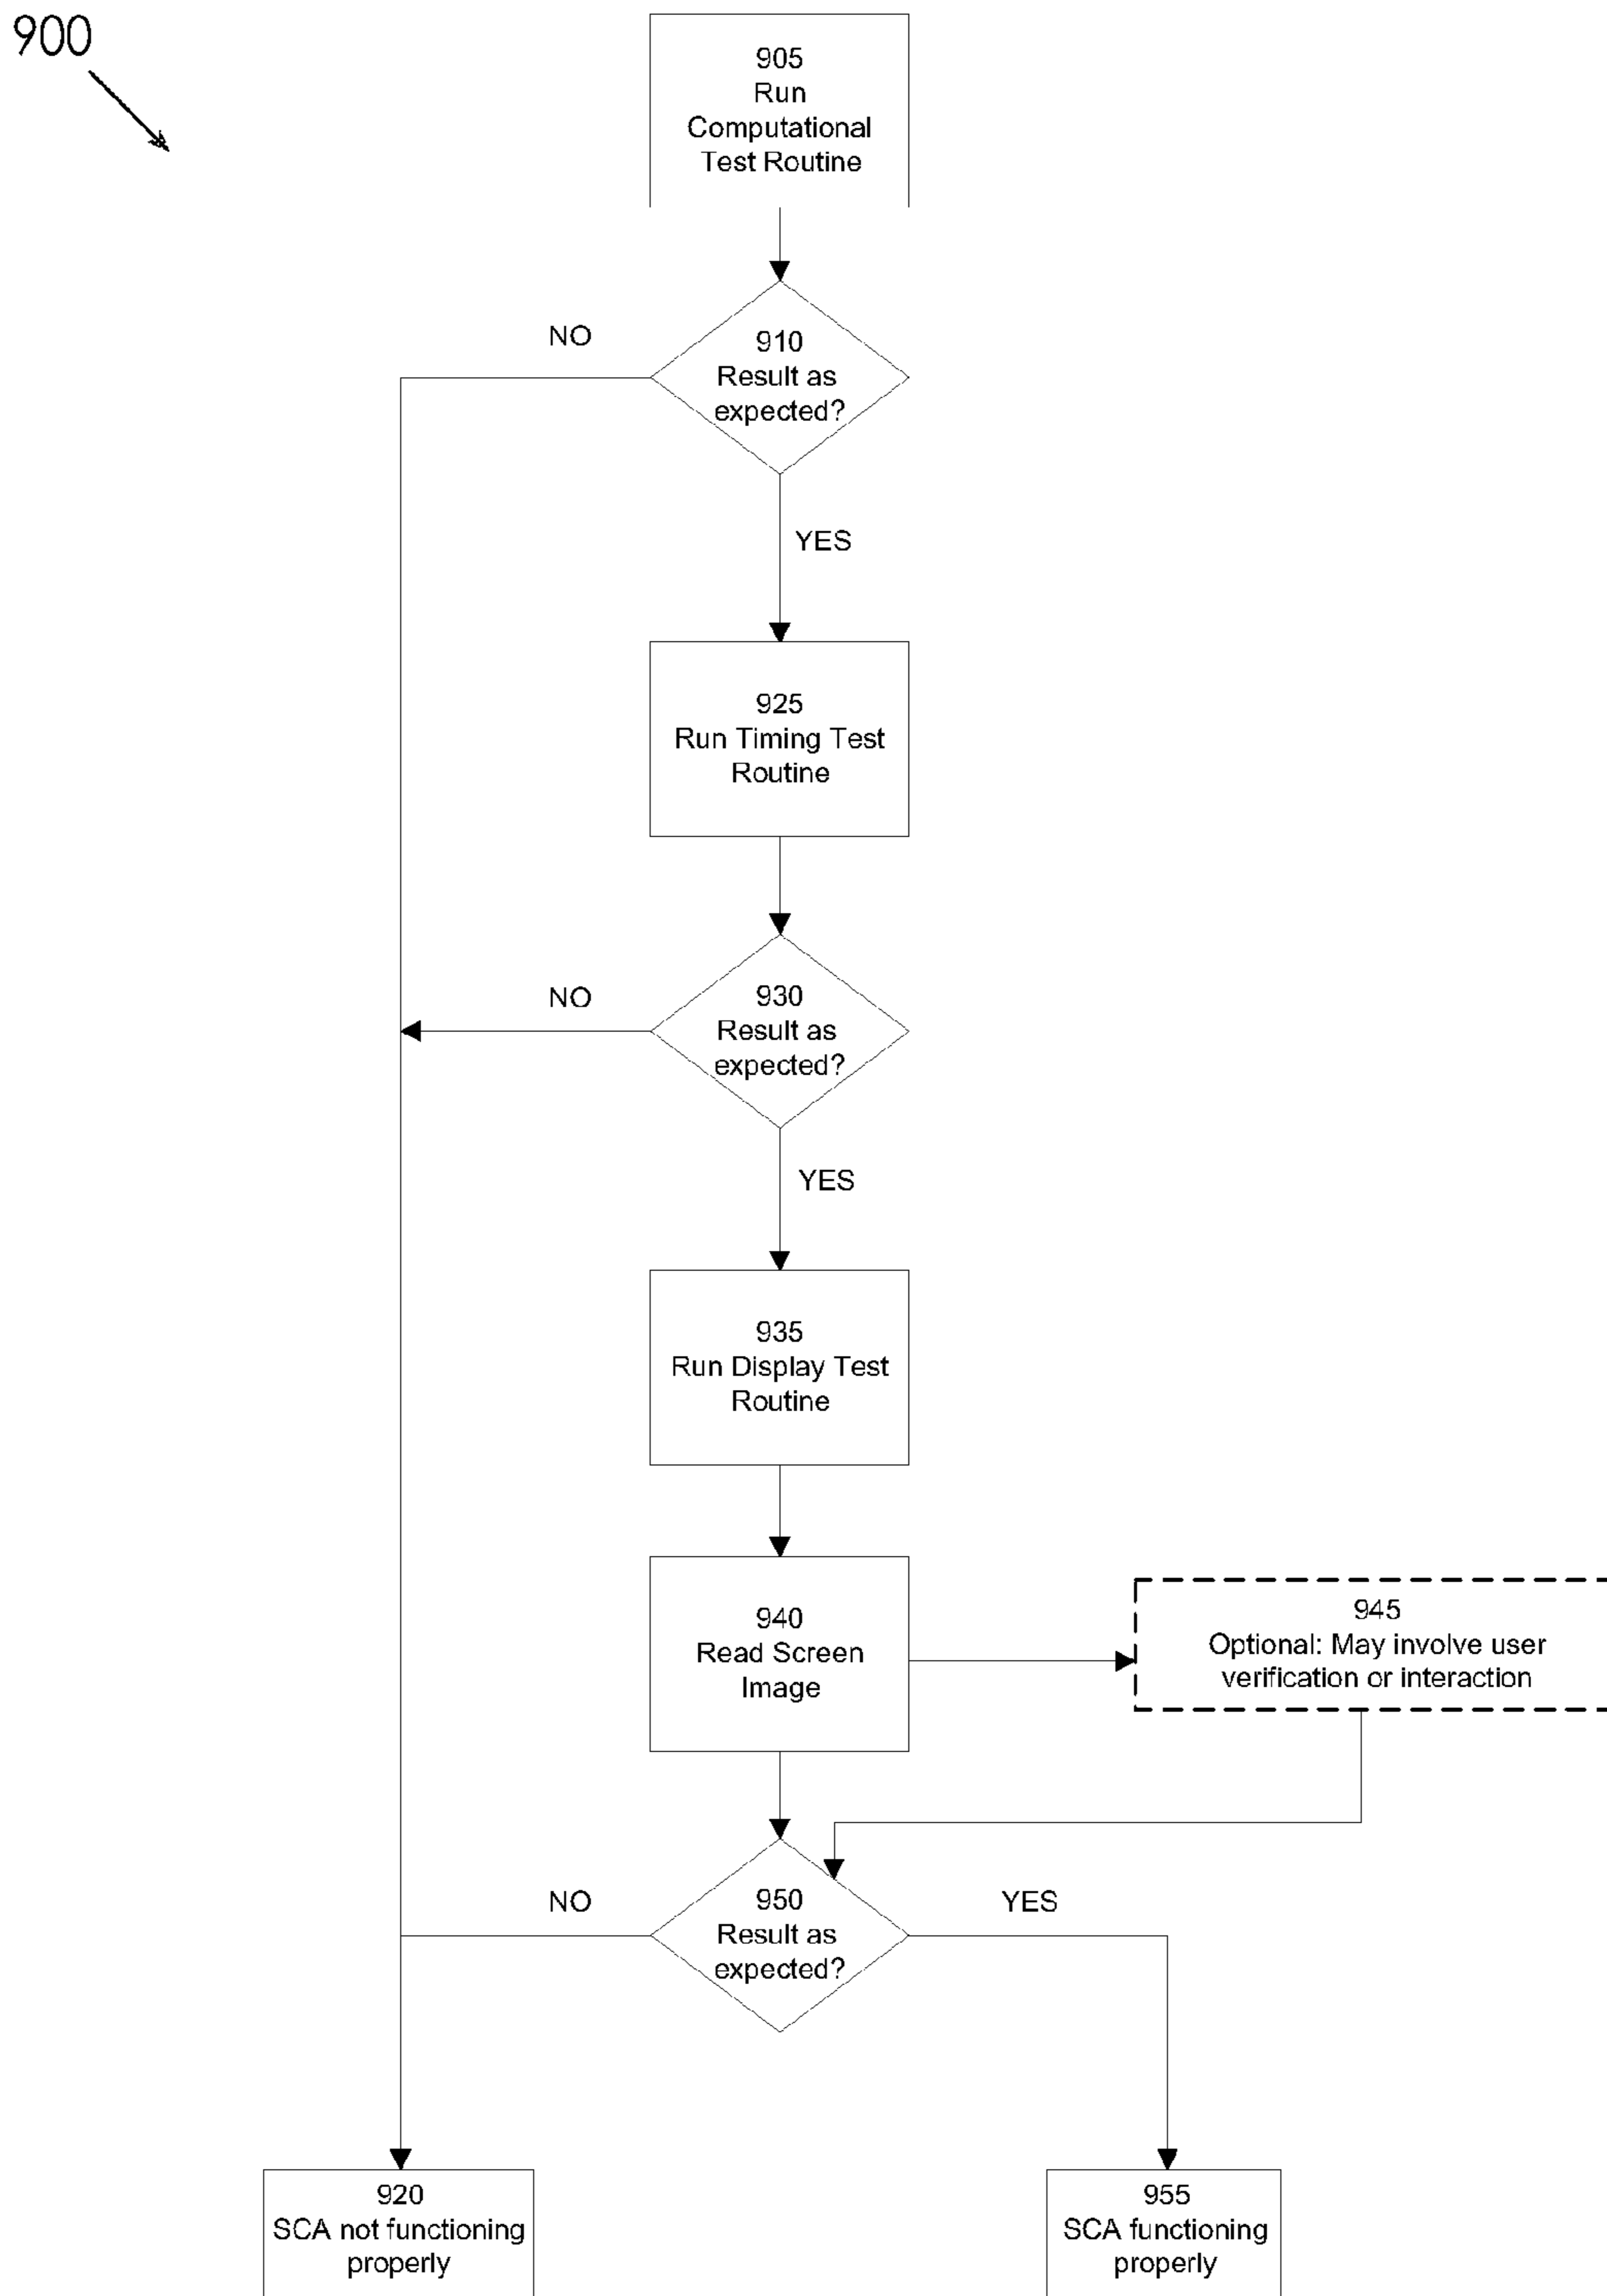 900
905
Run
Computational
Test Routine
NO
910
Result as
expected?
YES
925
Run Timing Test
Routine
NO
930
Result as
expected?
YES
935
Run Display Test
Routine
940
Read Screen
Image
945
Optional: May involve user
verification or interaction
NO
950
Result as
expected?
YES
920
SCA not functioning
properly
955
SCA functioning
properly